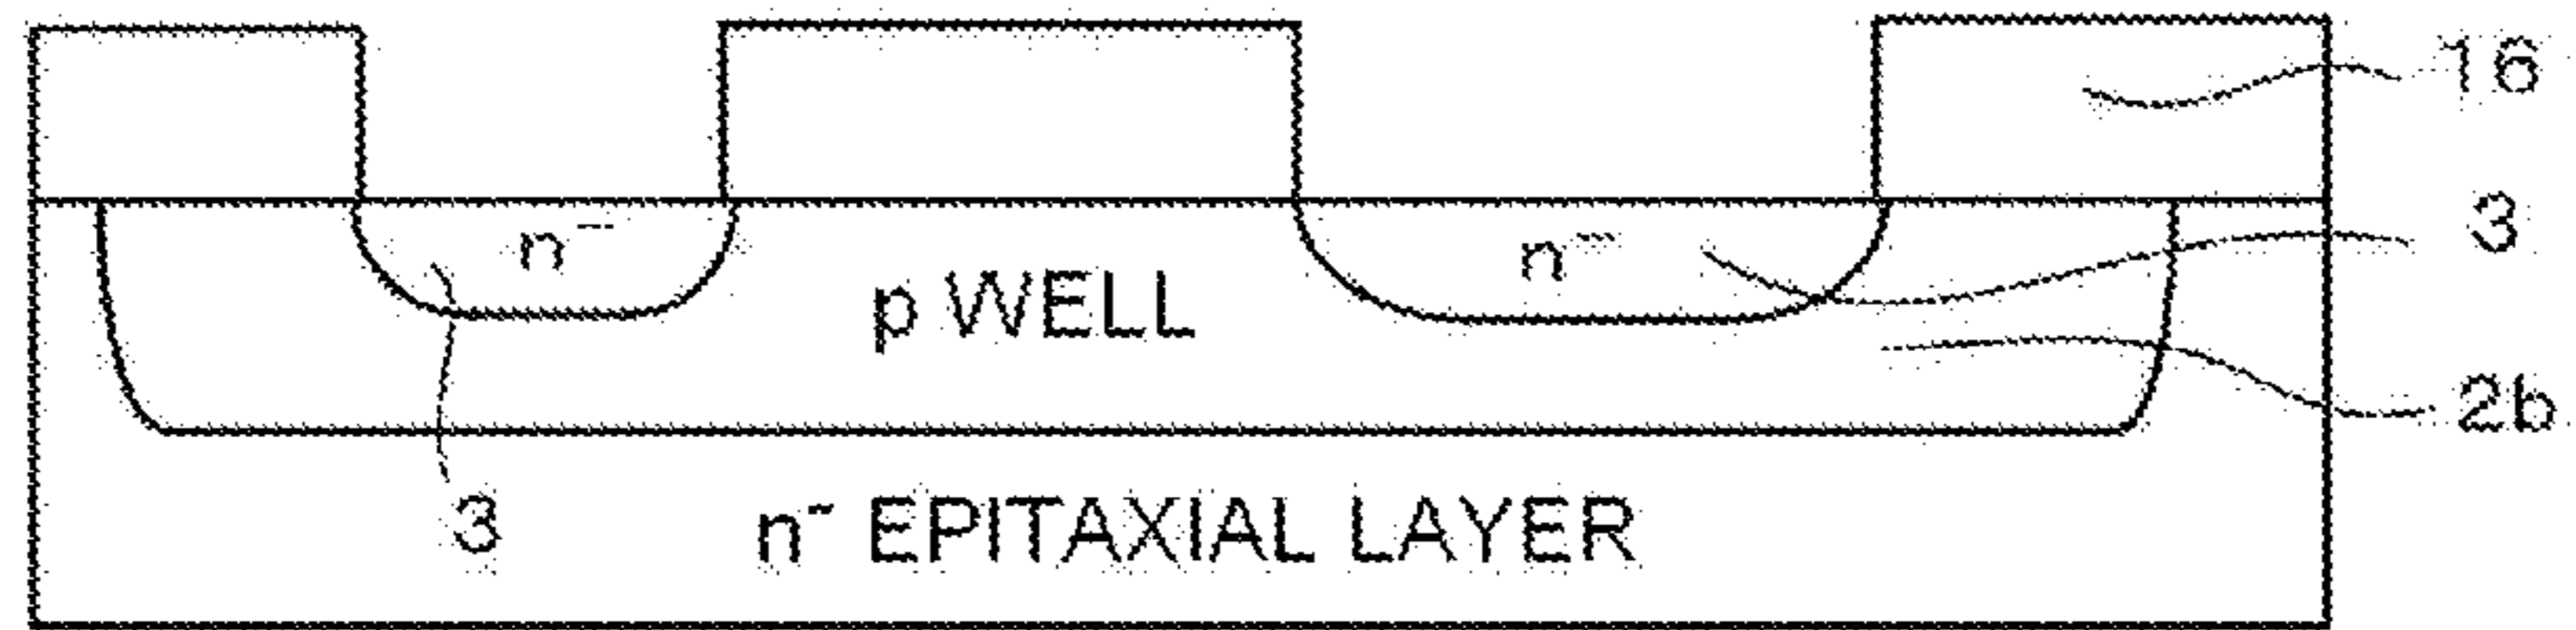 16
n⁻ n⁻ 3
p WELL
2b
3
n⁻ EPITAXIAL LAYER